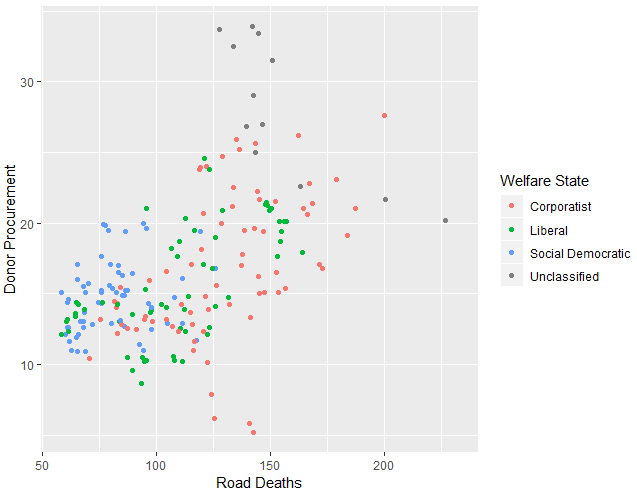 Donor Procurement
30
20
10
50
100
150
200
Road Deaths
Welfare State
Corporatist
Liberal
Social Democratic
Unclassified